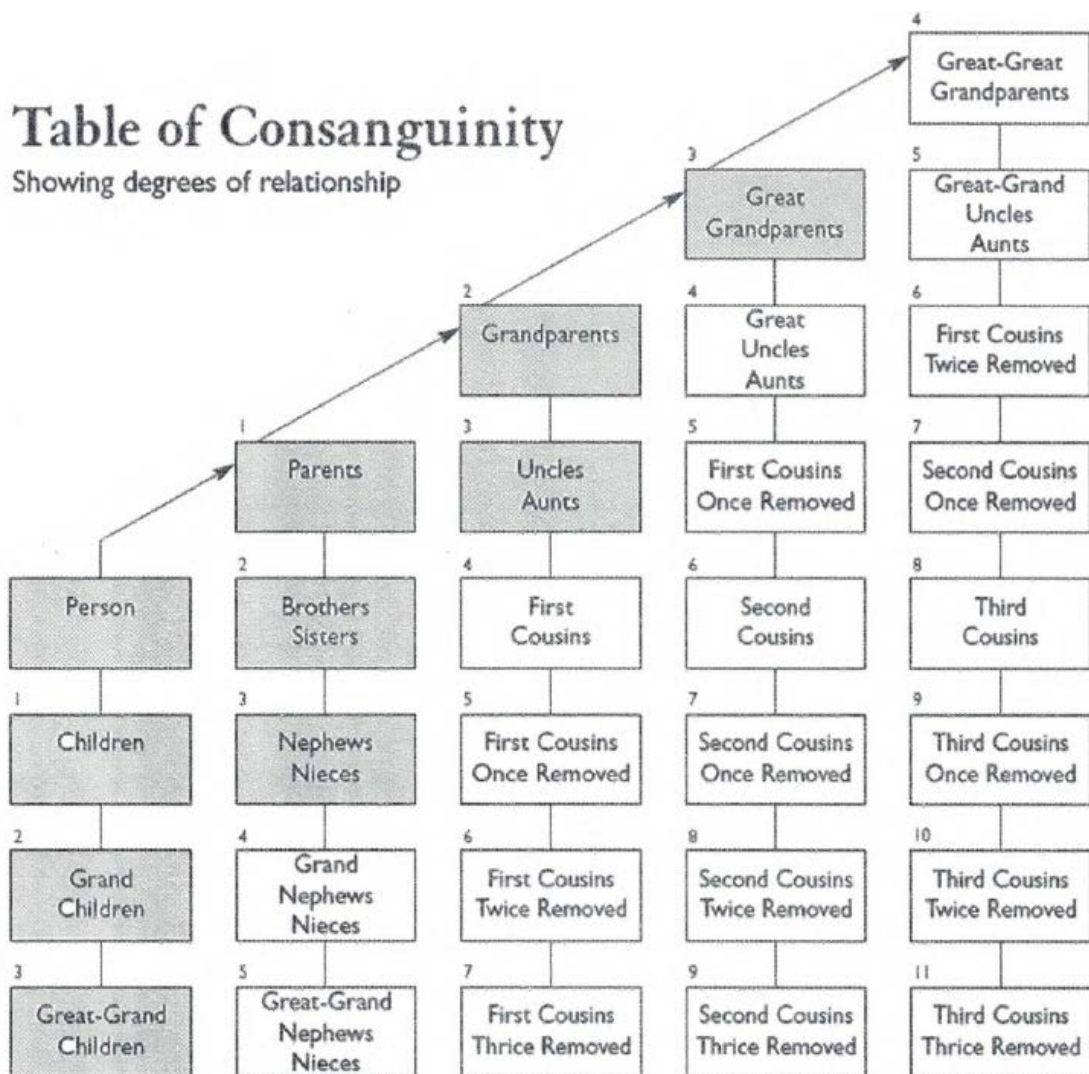 Table of Consanguinity
Showing degrees of relationship
4
Great-Great
Grandparents
3
Great
Grandparents
5
Great-Grand
Uncles
Aunts
2
Grandparents
4
Great
Uncles
Aunts
6
First Cousins
Twice Removed
1
Parents
3
Uncles
Aunts
5
First Cousins
Once Removed
7
Second Cousins
Once Removed
Person
2
Brothers
Sisters
4
First
Cousins
6
Second
Cousins
8
Third
Cousins
1
Children
3
Nephews
Nieces
5
First Cousins
Once Removed
7
Second Cousins
Once Removed
9
Third Cousins
Once Removed
2
Grand
Children
4
Grand
Nephews
Nieces
6
First Cousins
Twice Removed
8
Second Cousins
Twice Removed
10
Third Cousins
Twice Removed
3
Great-Grand
Children
5
Great-Grand
Nephews
Nieces
7
First Cousins
Thrice Removed
9
Second Cousins
Thrice Removed
11
Third Cousins
Thrice Removed